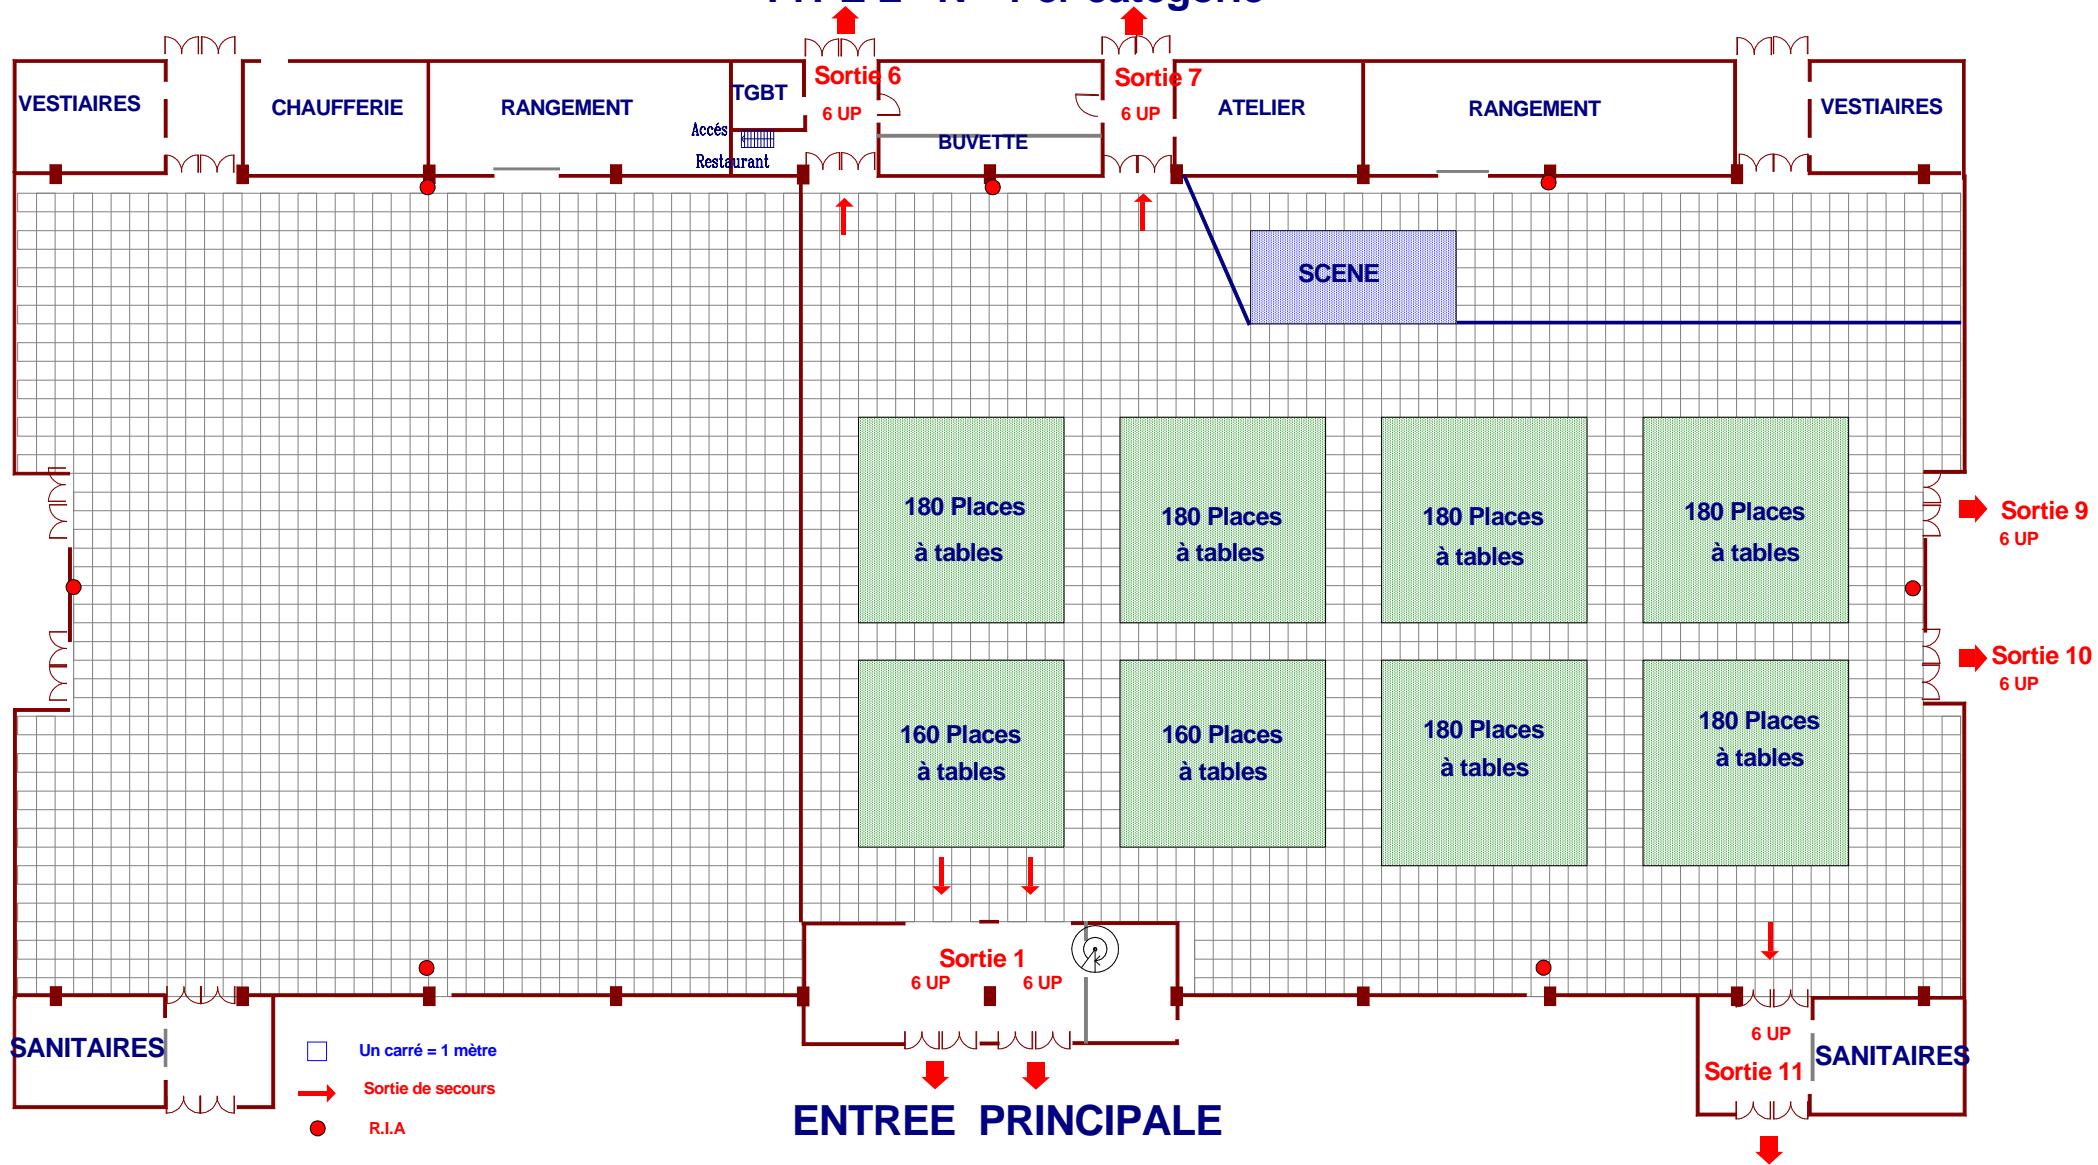 Sortie 6
Sortie 7
VESTIAIRES
CHAUFFERIE
RANGEMENT
TGBT
6 UP
6 UP
ATELIER
RANGEMENT
VESTIAIRES
Accés
Restaurant
BUVETTE
SCENE
180 Places
à tables
180 Places
à tables
180 Places
à tables
180 Places
à tables
Sortie 9
6 UP
Sortie 10
6 UP
160 Places
à tables
160 Places
à tables
180 Places
à tables
180 Places
à tables
Sortie 1
6 UP
6 UP
SANITAIRES
Un carré = 1 mètre
Sortie de secours
R.I.A
6 UP
Sortie 11
SANITAIRES
ENTREE PRINCIPALE